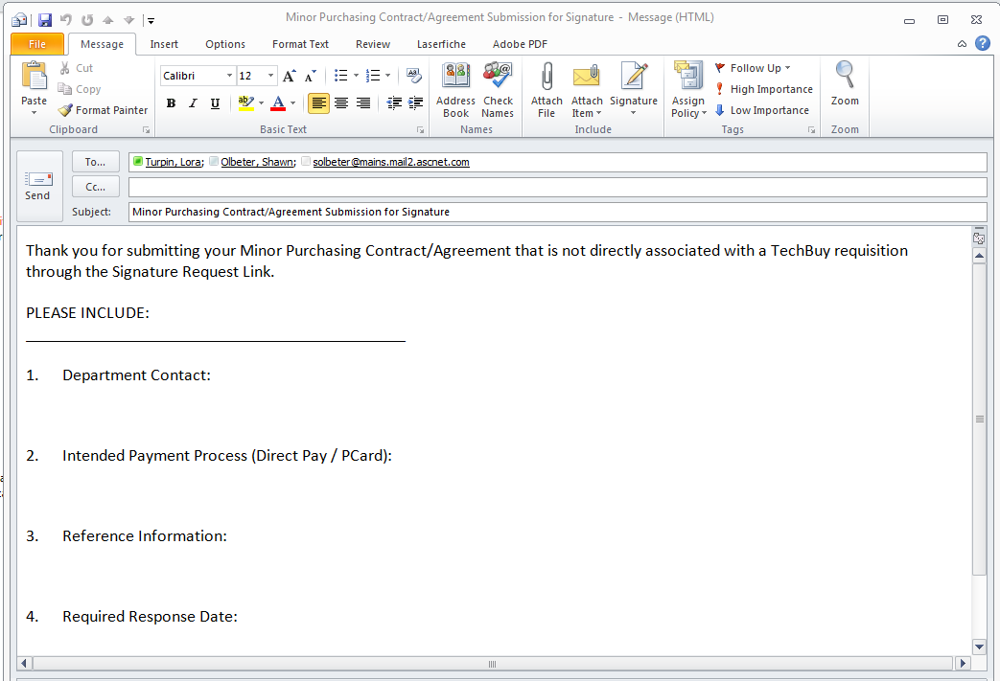 Minor Purchasing Contract/Agreement Submission for Signature - Message (HTML)
File Message Insert Options Format Text Review Laserfiche Adobe PDF
Paste
Cut
Copy
Format Painter
Clipboard
Calibri 12
B I U
Basic Text
Address Book
Check Names
Names
Attach File
Attach Item
Signature
Include
Assign Policy
Follow Up
High Importance
Low Importance
Tags
Zoom
Zoom
Send
To... Turpin, Lora; Olbeter, Shawn; solbeter@mains.mail2.ascnet.com
Cc...
Subject: Minor Purchasing Contract/Agreement Submission for Signature
Thank you for submitting your Minor Purchasing Contract/Agreement that is not directly associated with a TechBuy requisition
through the Signature Request Link.
PLEASE INCLUDE:
1. Department Contact:
2. Intended Payment Process (Direct Pay / PCard):
3. Reference Information:
4. Required Response Date: